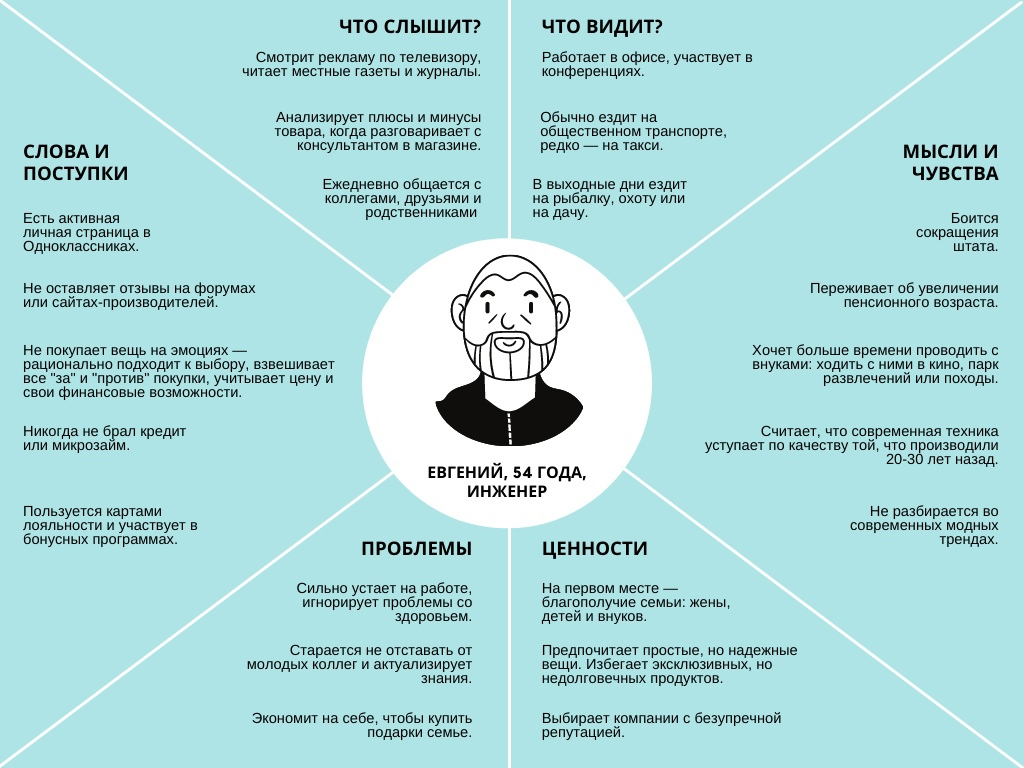 ЧТО СЛЫШИТ?
Смотрит рекламу по телевизору,
читает местные газеты и журналы.
Анализирует плюсы и минусы
товара, когда разговаривает с
консультантом в магазине.
Ежедневно общается с
коллегами, друзьями и
родственниками
ЧТО ВИДИТ?
Работает в офисе, участвует в
конференциях.
Обычно ездит на
общественном транспорте,
редко — на такси.
В выходные дни ездит
на рыбалку, охоту или
на дачу.
СЛОВА И
ПОСТУПКИ
Есть активная
личная страница в
Одноклассниках.
Не оставляет отзывы на форумах
или сайтах-производителей.
Не покупает вещь на эмоциях —
рационально подходит к выбору, взвешивает
все "за" и "против" покупки, учитывает цену и
свои финансовые возможности.
Никогда не брал кредит
или микрозайм.
Пользуется картами
лояльности и участвует в
бонусных программах.
МЫСЛИ И
ЧУВСТВА
Боится
сокращения
штата.
Переживает об увеличении
пенсионного возраста.
Хочет больше времени проводить с
внуками: ходить с ними в кино, парк
развлечений или походы.
Считает, что современная техника
уступает по качеству той, что производили
20-30 лет назад.
Не разбирается во
современных модных
трендах.
ЕВГЕНИЙ, 54 ГОДА,
ИНЖЕНЕР
ПРОБЛЕМЫ
Сильно устает на работе,
игнорирует проблемы со
здоровьем.
Старается не отставать от
молодых коллег и актуализирует
знания.
Экономит на себе, чтобы купить
подарки семье.
ЦЕННОСТИ
На первом месте —
благополучие семьи: жены,
детей и внуков.
Предпочитает простые, но надежные
вещи. Избегает эксклюзивных, но
недолговечных продуктов.
Выбирает компании с безупречной
репутацией.